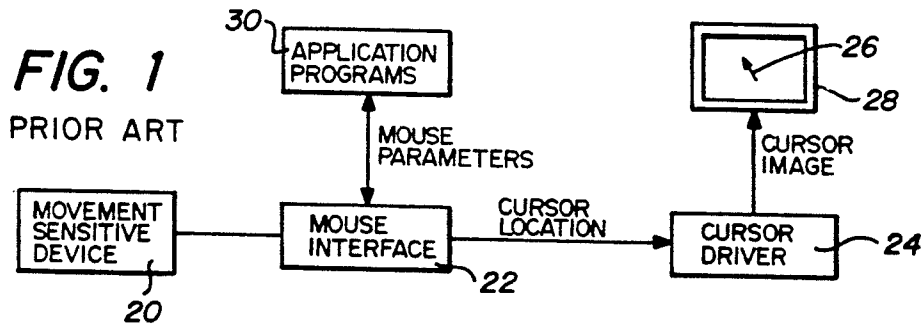 FIG. 1
PRIOR ART
30
APPLICATION
PROGRAMS
26
28
MOUSE
PARAMETERS
CURSOR
IMAGE
MOVEMENT
SENSITIVE
DEVICE
20
MOUSE
INTERFACE
22
CURSOR
LOCATION
CURSOR
DRIVER
24